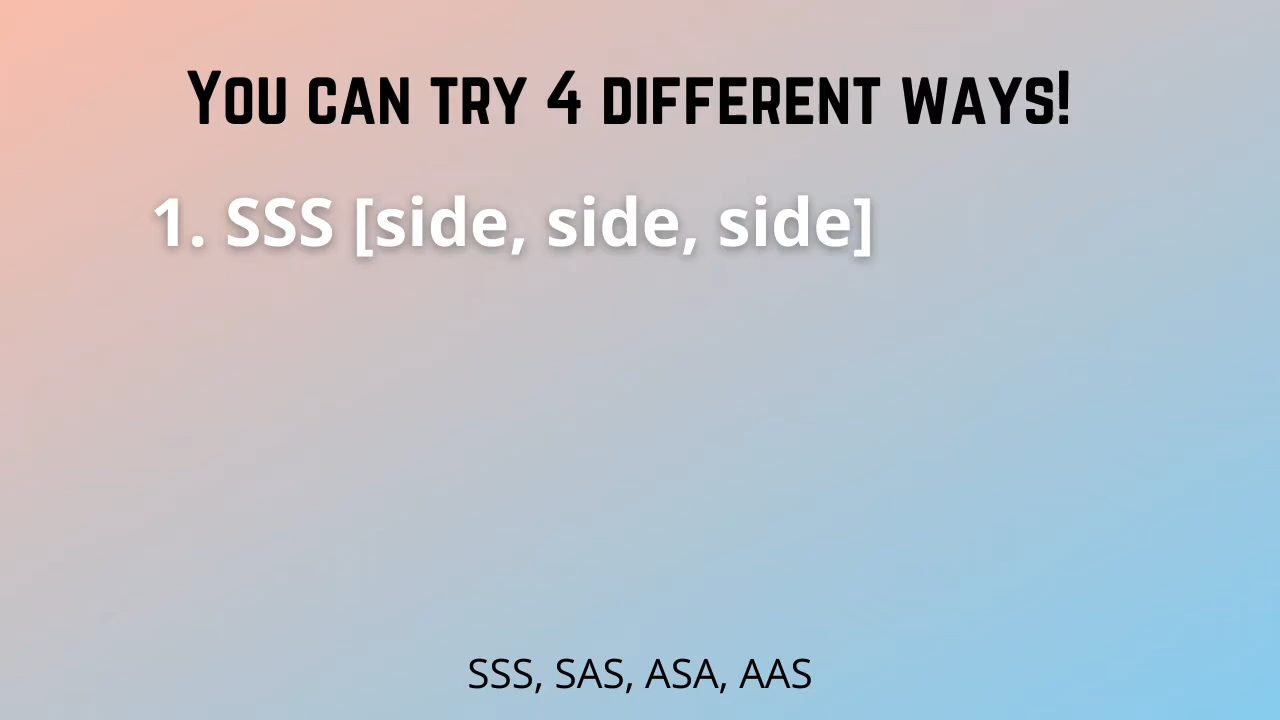 You can try 4 different ways!
1. SSS [side, side, side]
SSS, SAS, ASA, AAS